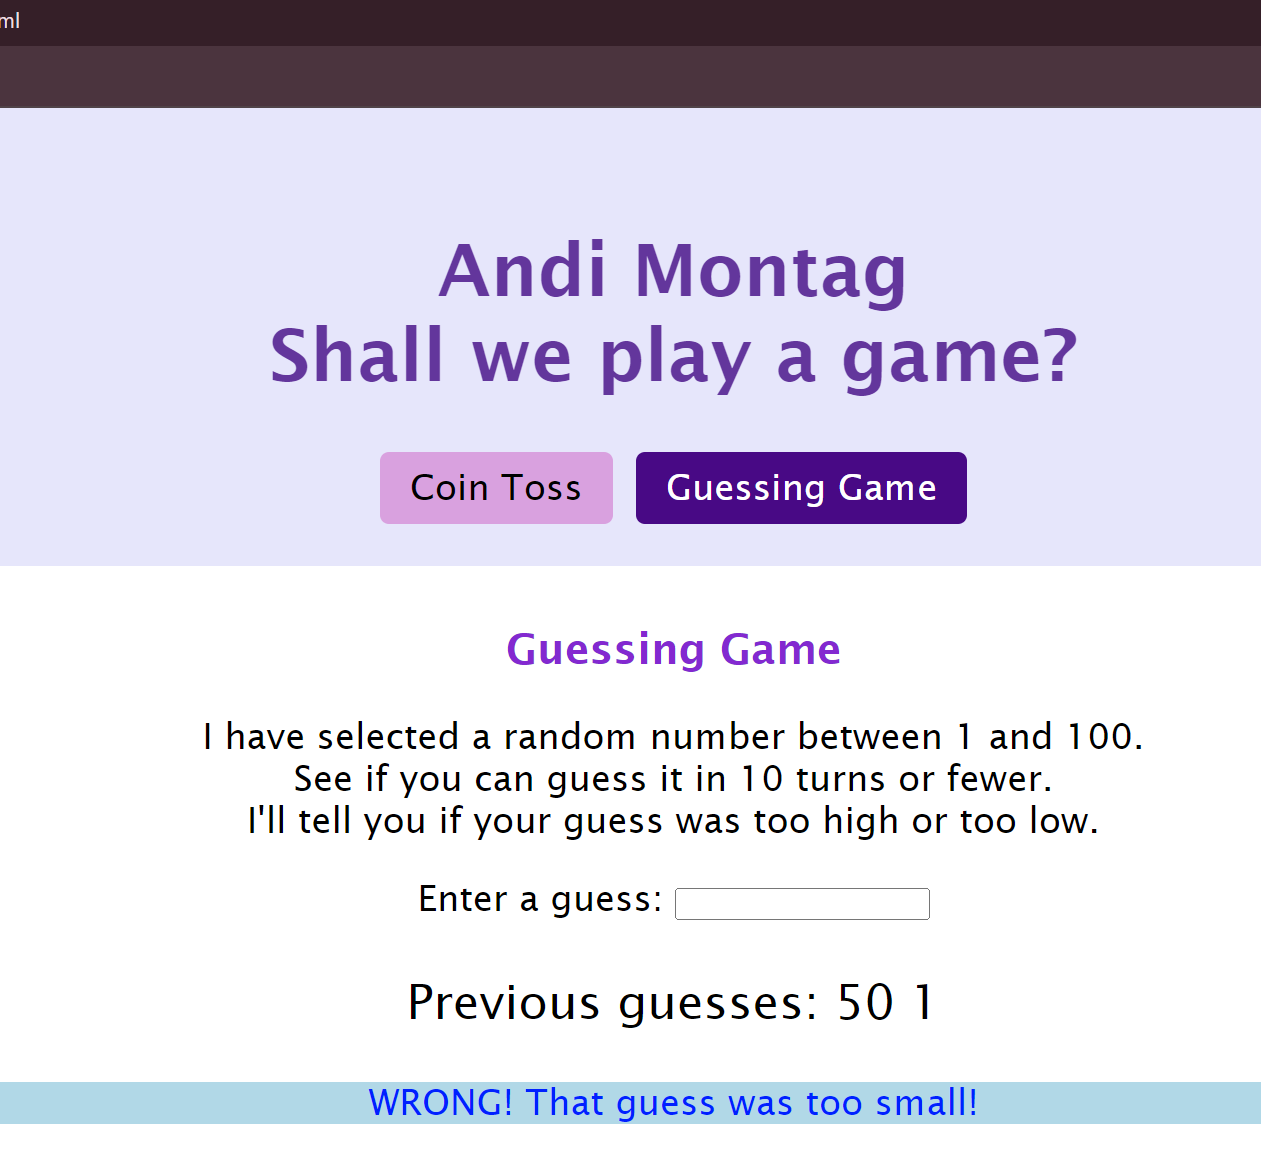 ml
Andi Montag
Shall we play a game?
Coin Toss
Guessing Game
Guessing Game
I have selected a random number between 1 and 100.
See if you can guess it in 10 turns or fewer.
I'll tell you if your guess was too high or too low.
Enter a guess:
Previous guesses: 50 1
WRONG! That guess was too small!